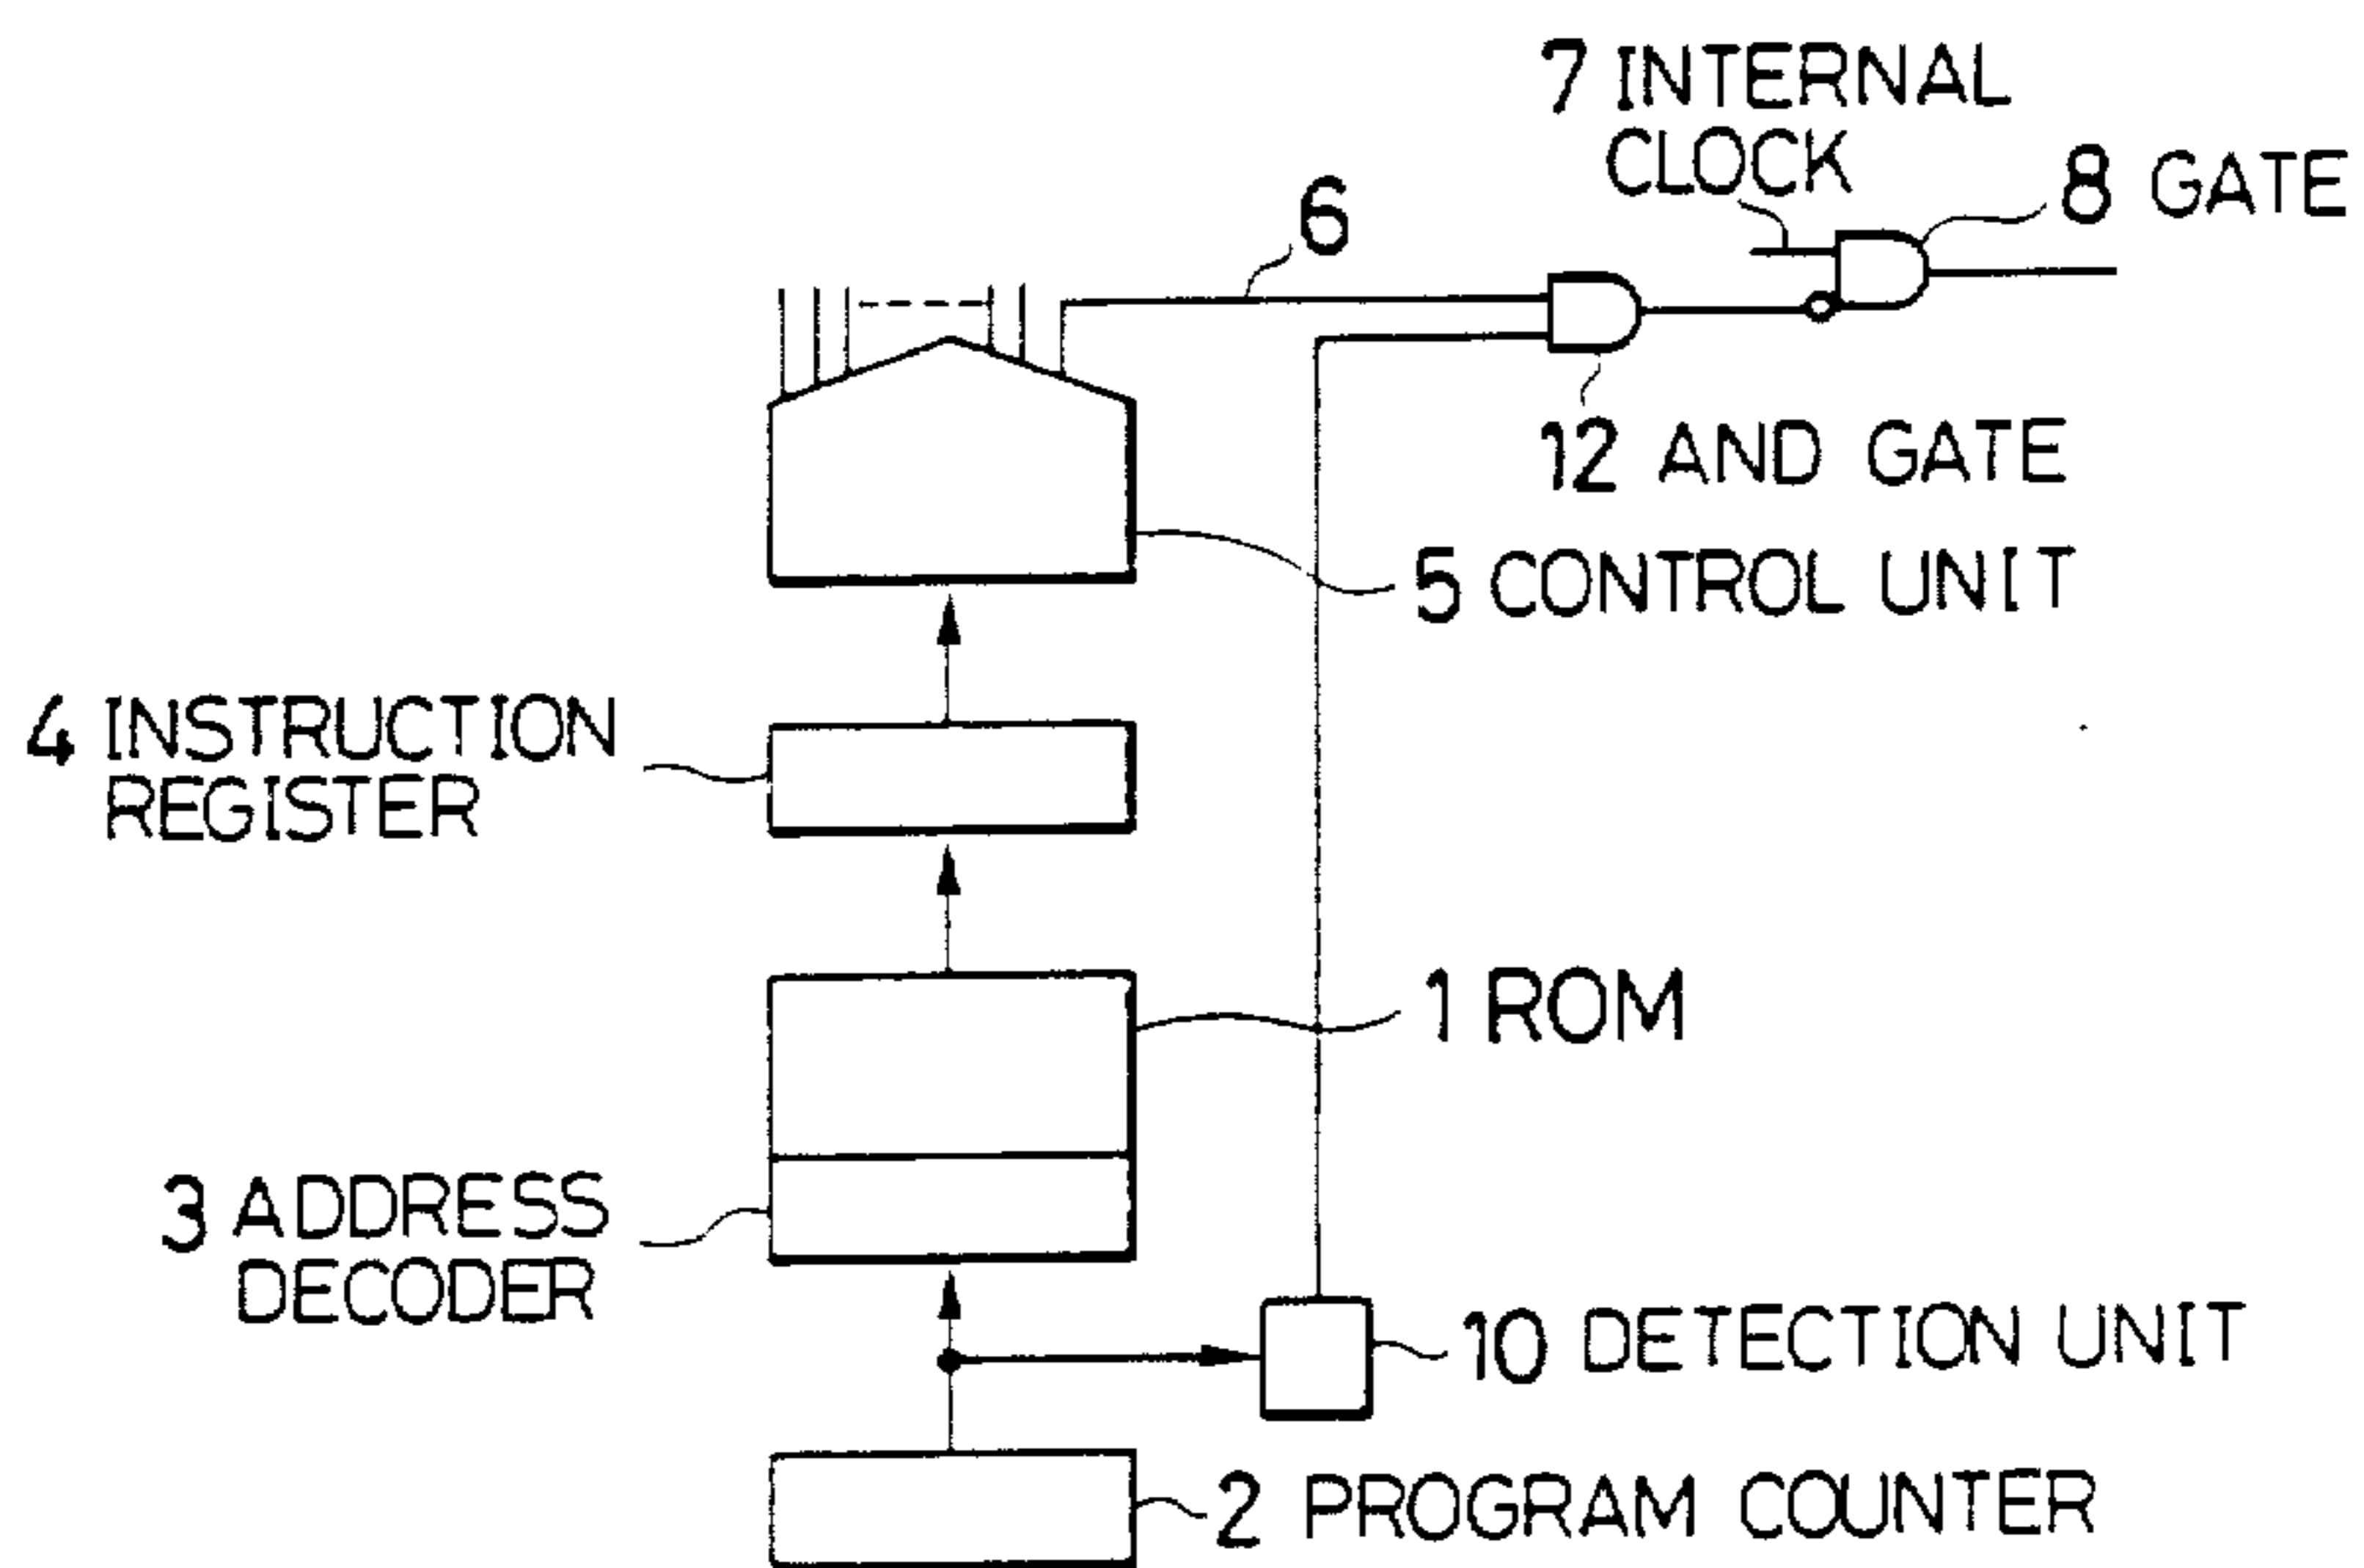 7 INTERNAL
CLOCK
8 GATE
6
12 AND GATE
5 CONTROL UNIT
4 INSTRUCTION
REGISTER
1 ROM
3 ADDRESS
DECODER
10 DETECTION UNIT
2 PROGRAM COUNTER